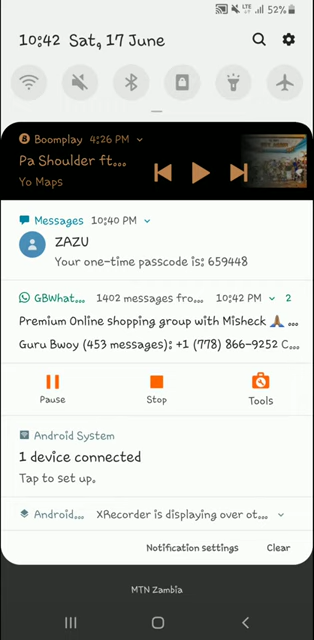 52%
10:42 Sat, 17 June
Boomplay 4:26 PM
Pa Shoulder ft...
Yo Maps
Messages 10:40 PM
ZAZU
Your one-time passcode is: 659448
GBWhat... 1402 messages fro... 10:42 PM 2
Premium Online shopping group with Misheck 🙏🏾 ...
Guru Bwoy (453 messages): +1 (778) 866-9252 C...
Pause Stop Tools
Android System
1 device connected
Tap to set up.
Android... XRecorder is displaying over ot...
Notification settings Clear
MTN Zambia